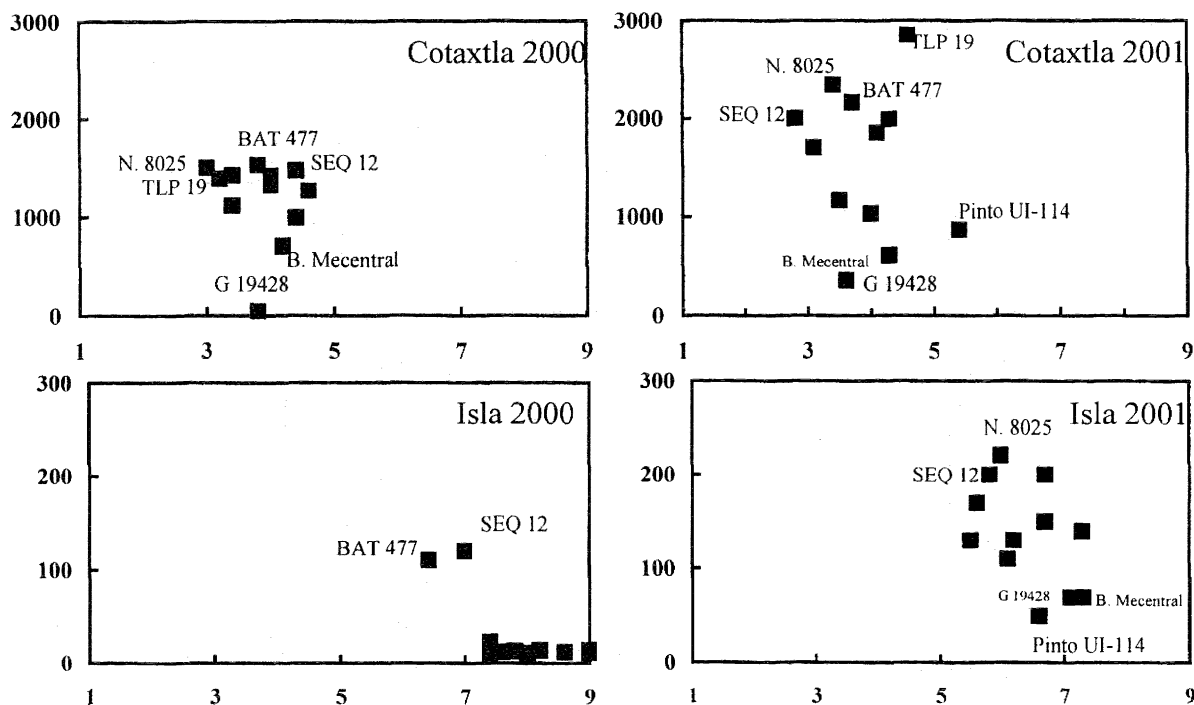 3000
Cotaxtla 2000
2000
BAT 477
N. 8025
SEQ 12
TLP 19
1000
B. Mecentral
G 19428
0
1 3 5 7 9
3000
TLP 19
Cotaxtla 2001
N. 8025
BAT 477
2000
SEQ 12
1000
Pinto UI-114
B. Mecentral
G 19428
0
1 3 5 7 9
300
Isla 2000
200
SEQ 12
BAT 477
100
0
1 3 5 7 9
300
Isla 2001
N. 8025
200
SEQ 12
100
G 19428
B. Mecentral
Pinto UI-114
0
1 3 5 7 9